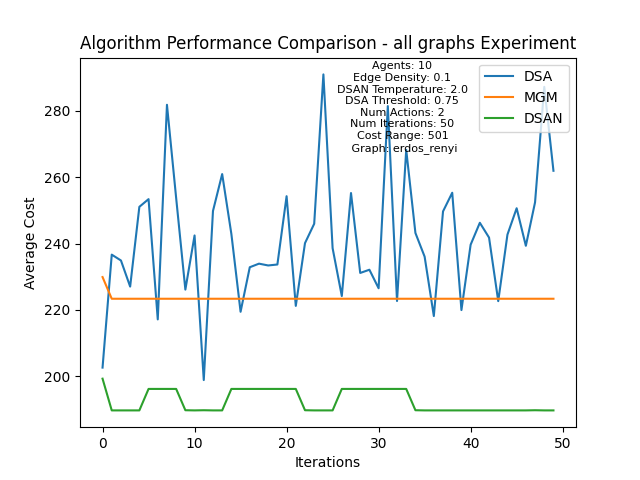 Algorithm Performance Comparison - all graphs Experiment
Agents: 10
Edge Density: 0.1
DSAN Temperature: 2.0
DSA Threshold: 0.75
Num Actions: 2
Num Iterations: 50
Cost Range: 501
Graph: erdos_renyi
DSA
MGM
DSAN
Average Cost
280
260
240
220
200
0
10
20
30
40
50
Iterations